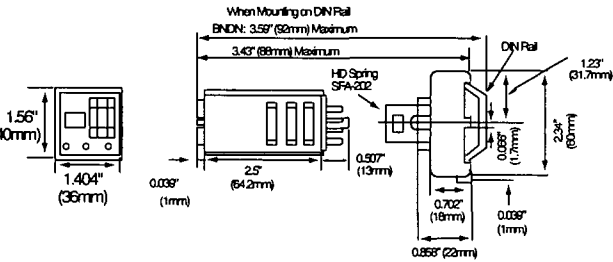 When Mounting on DIN Rail
BNDN: 3.59" (92mm) Maximum
3.43" (88mm) Maximum
DIN Rail
1.23"
(31.7mm)
HD Spring
SFA-202
1.56"
40mm)
1.404"
(36mm)
0.039"
(1mm)
2.5"
(64.2mm)
0.507"
(13mm)
0.066"
(1.7mm)
2.34"
(60mm)
0.702"
(18mm)
0.039"
(1mm)
0.858" (22mm)